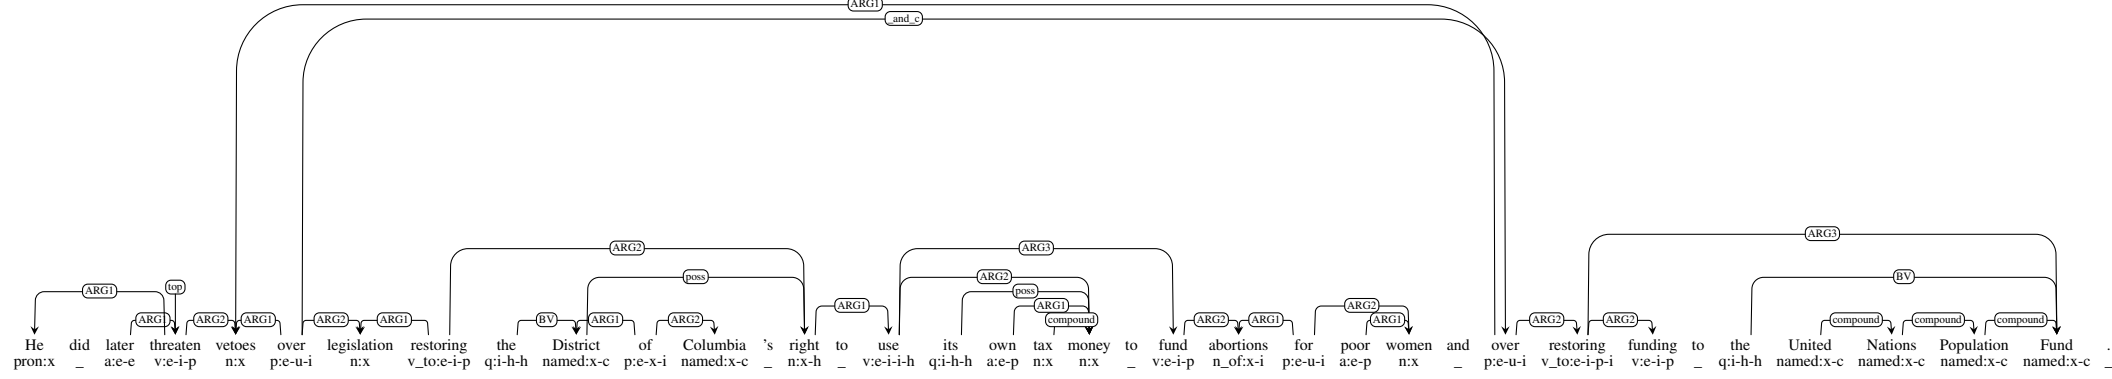 ARG1
_and_c
ARG3
ARG2 ARG3
poss ARG2 BV
ARG1 top poss
ARG1 ARG1 ARG2
ARG1 ARG2 ARG1 ARG2 ARG1 BV ARG1 ARG2 compound ARG2 ARG1 ARG1 ARG2 ARG2 compound compound compound
He did later threaten vetoes over legislation restoring the District of Columbia 's right to use its own tax money to fund abortions for poor women and over restoring funding to the United Nations Population Fund .
pron:x _ a:e-e v:e-i-p n:x p:e-u-i n:x v_to:e-i-p q:i-h-h named:x-c p:e-x-i named:x-c _ n:x-h _ v:e-i-i-h q:i-h-h a:e-p n:x n:x _ v:e-i-p n_of:x-i p:e-u-i a:e-p n:x _ p:e-u-i v_to:e-i-p-i v:e-i-p _ q:i-h-h named:x-c named:x-c named:x-c named:x-c _